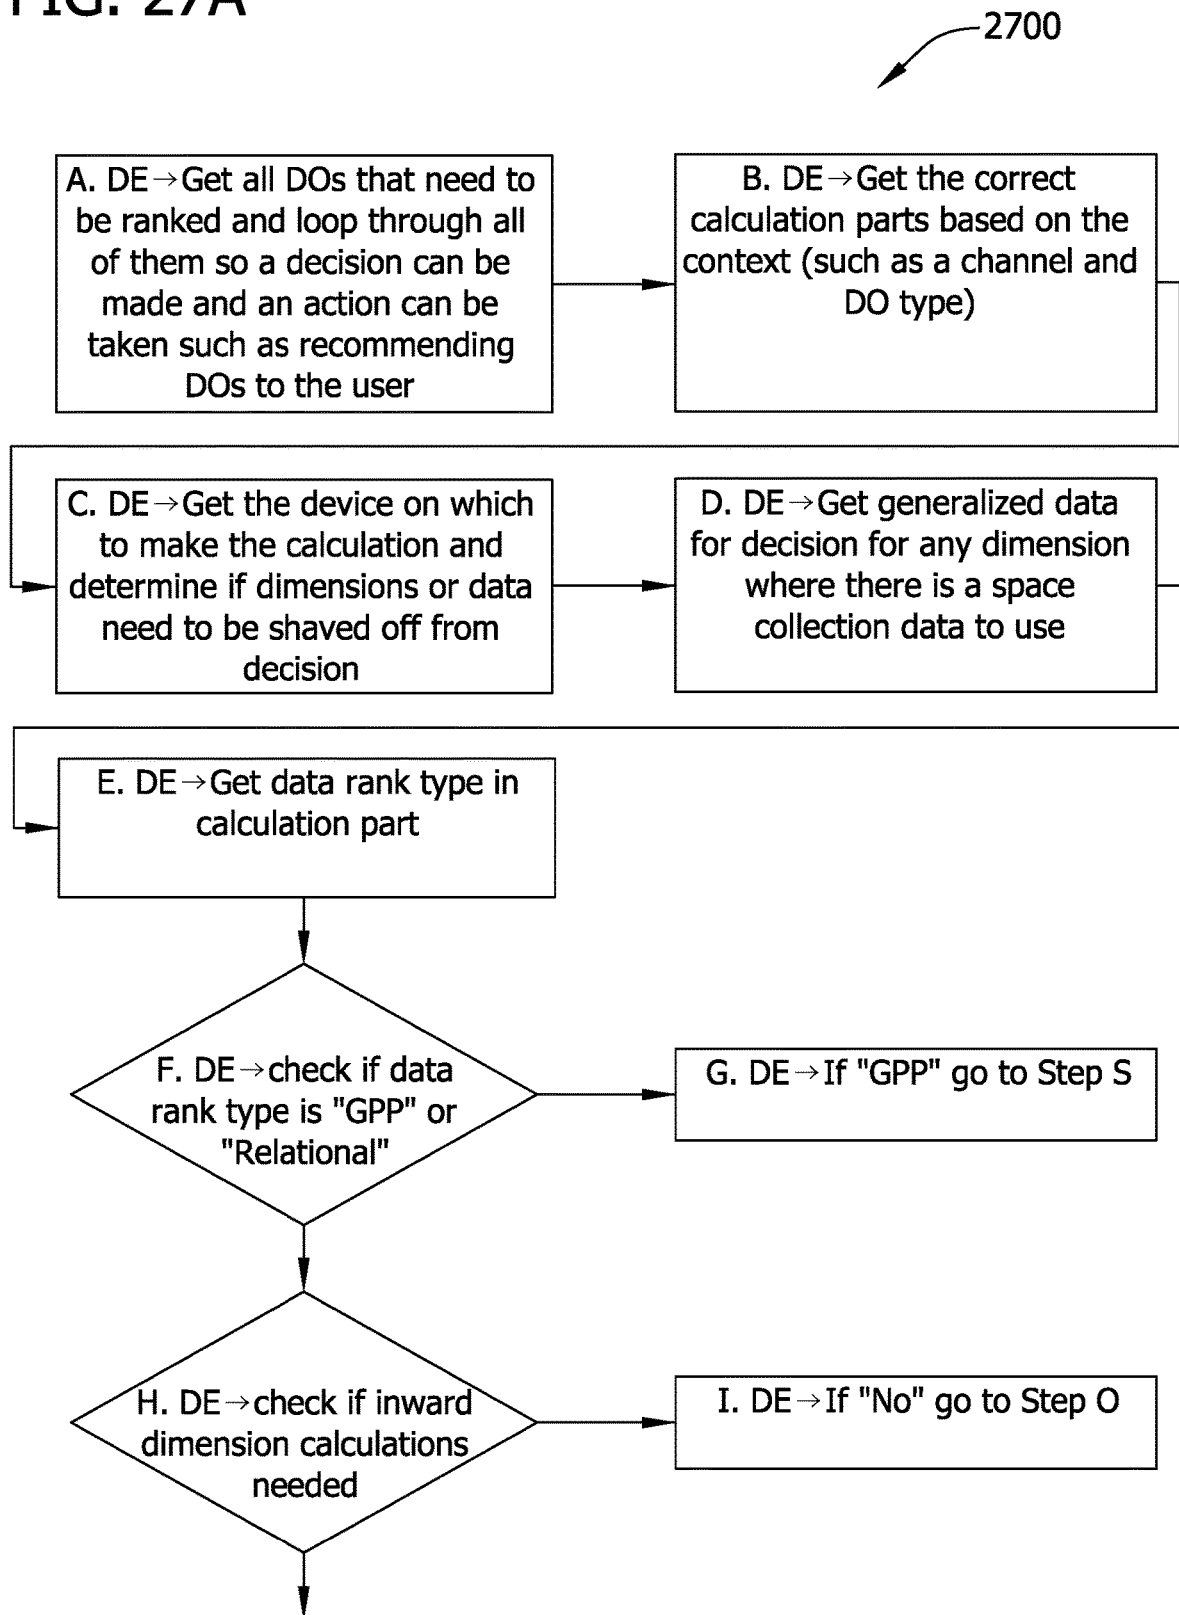 FIG. 27A
2700
A. DE→Get all DOs that need to
be ranked and loop through all
of them so a decision can be
made and an action can be
taken such as recommending
DOs to the user
B. DE→Get the correct
calculation parts based on the
context (such as a channel and
DO type)
C. DE→Get the device on which
to make the calculation and
determine if dimensions or data
need to be shaved off from
decision
D. DE→Get generalized data
for decision for any dimension
where there is a space
collection data to use
E. DE→Get data rank type in
calculation part
F. DE→check if data
rank type is "GPP" or
"Relational"
G. DE→If "GPP" go to Step S
H. DE→check if inward
dimension calculations
needed
I. DE→If "No" go to Step O